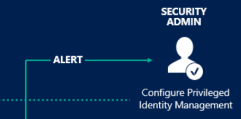 SECURITY
ADMIN
ALERT
Configure Privileged
Identity Management